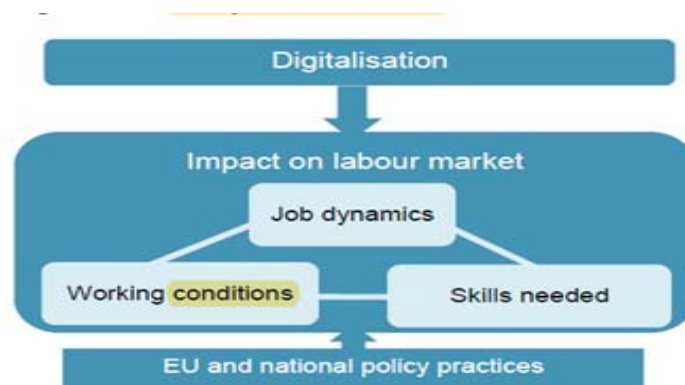 Digitalisation
Impact on labour market
Job dynamics
Working conditions
Skills needed
EU and national policy practices